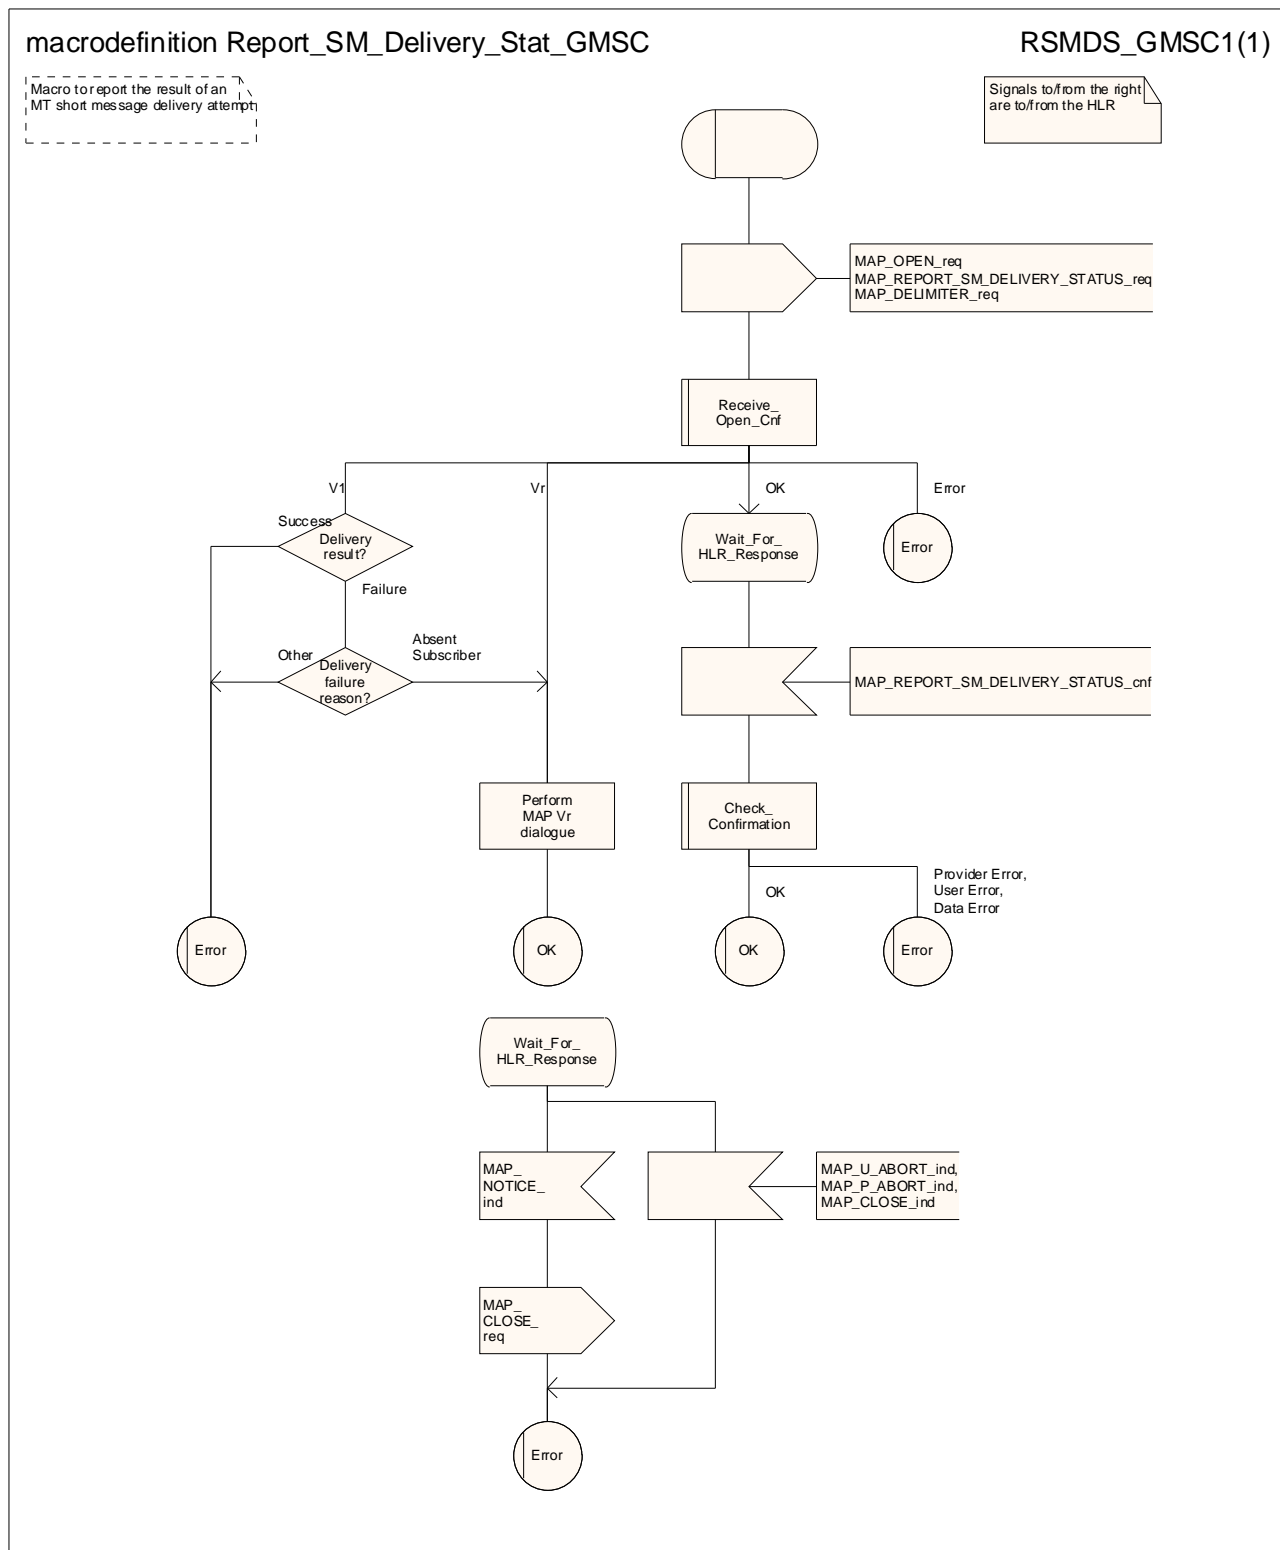 macrodefinition Report_SM_Delivery_Stat_GMSC
RSMDS_GMSC1(1)
Macro to report the result of an
MT short message delivery attempt
Signals to/from the right
are to/from the HLR
MAP_OPEN_req
MAP_REPORT_SM_DELIVERY_STATUS_req
MAP_DELIMITER_req
Receive_
Open_Cnf
V1
Vr
OK
Error
Success
Delivery
result?
Wait_For_
HLR_Response
Error
Failure
Other
Delivery
failure
reason?
Absent
Subscriber
MAP_REPORT_SM_DELIVERY_STATUS_cnf
Perform
MAP Vr
dialogue
Check_
Confirmation
OK
Provider Error,
User Error,
Data Error
Error
OK
OK
Error
Wait_For_
HLR_Response
MAP_
NOTICE_
ind
MAP_U_ABORT_ind,
MAP_P_ABORT_ind,
MAP_CLOSE_ind
MAP_
CLOSE_
req
Error